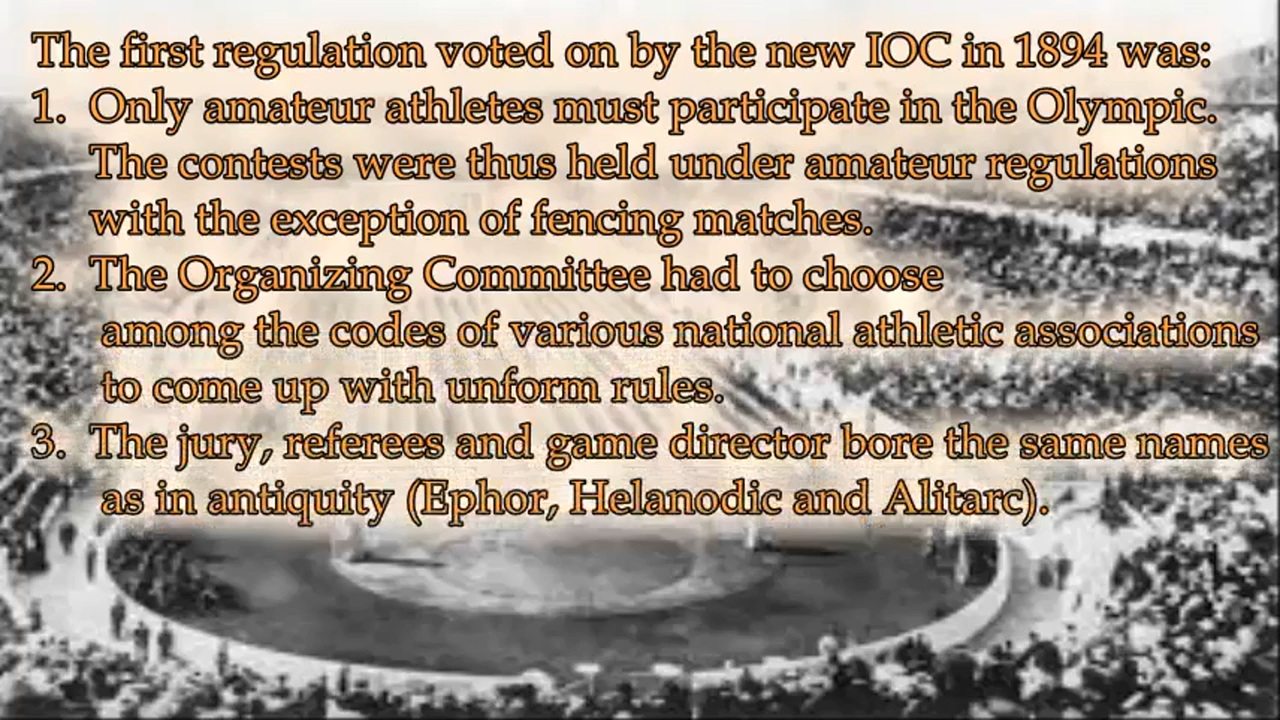 The first regulation voted on by the new IOC in 1894 was:
1. Only amateur athletes must participate in the Olympic.
The contests were thus held under amateur regulations
with the exception of fencing matches.
2. The Organizing Committee had to choose
among the codes of various national athletic associations
to come up with unform rules.
3. The jury, referees and game director bore the same names
as in antiquity (Ephor, Helanodic and Alitarc).